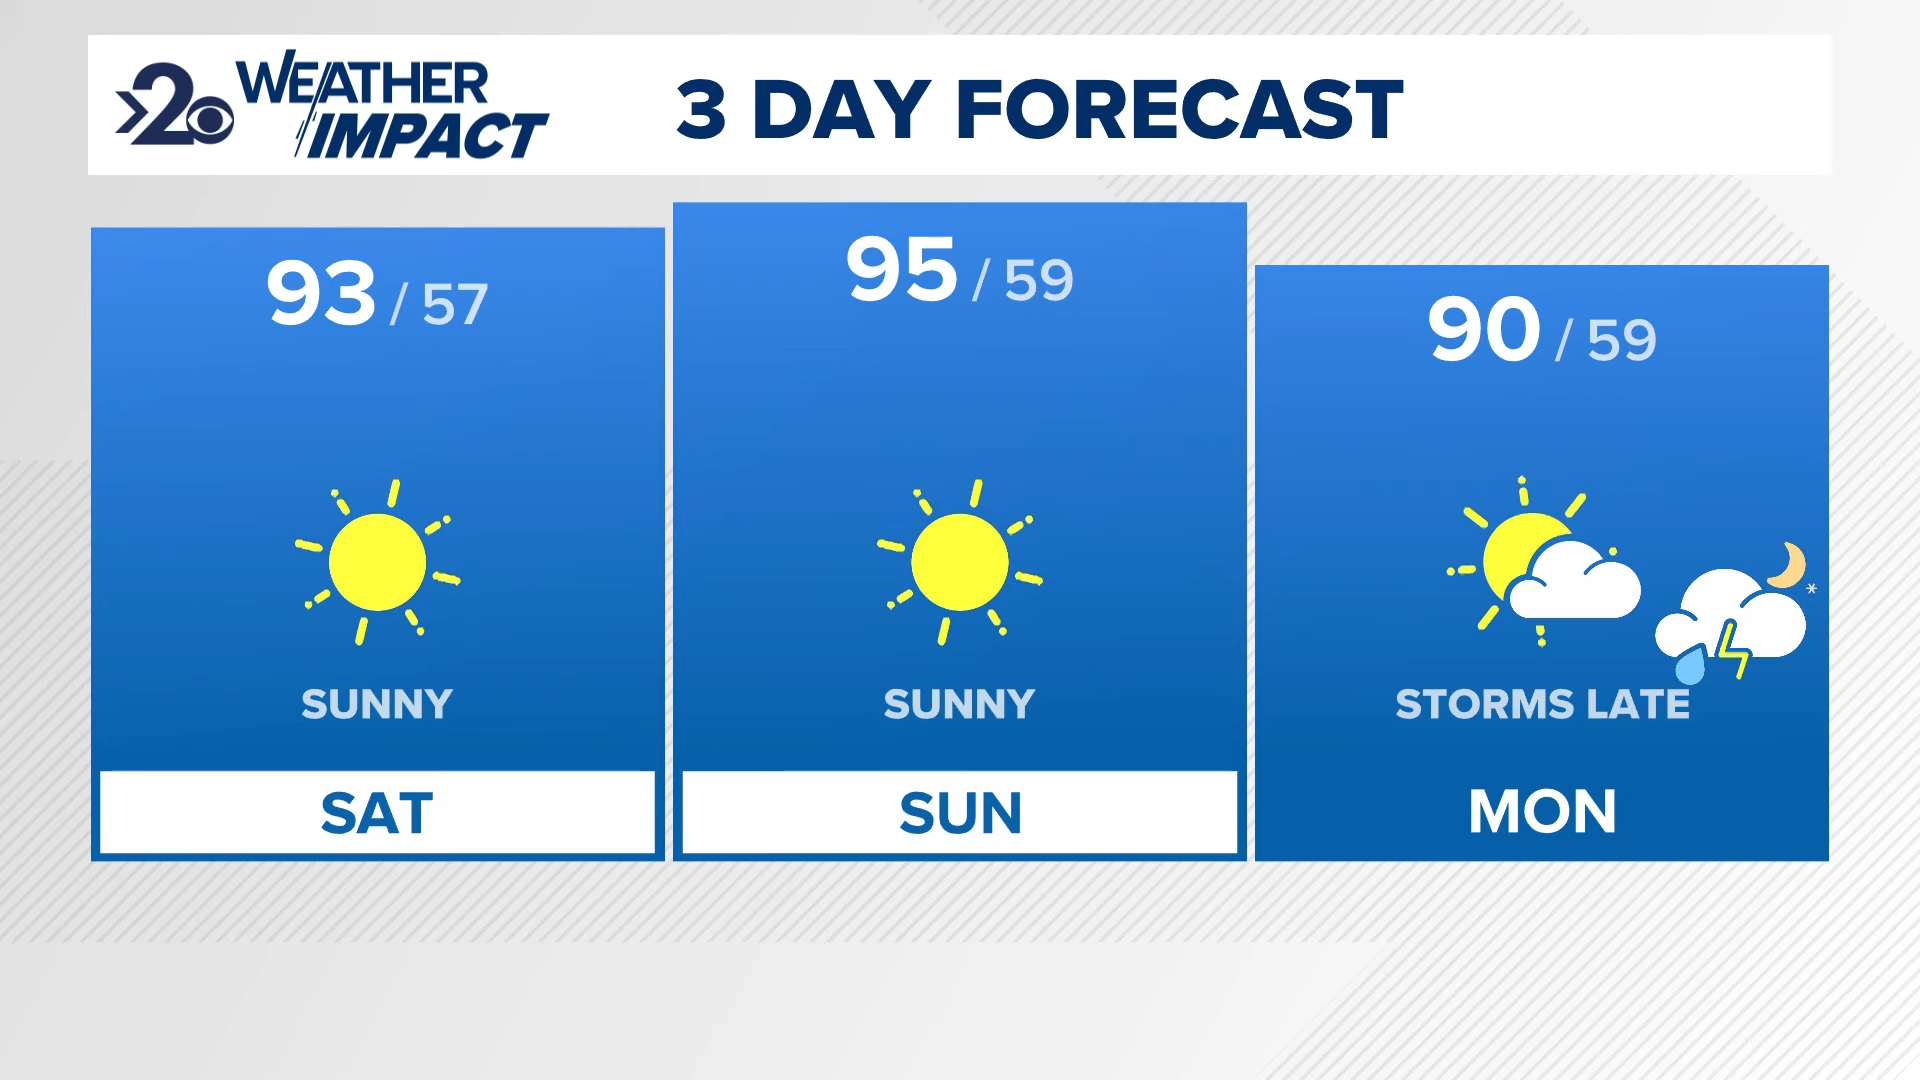 2
WEATHER
IMPACT
3 DAY FORECAST
93 / 57
SUNNY
SAT
95 / 59
SUNNY
SUN
90 / 59
STORMS LATE
MON